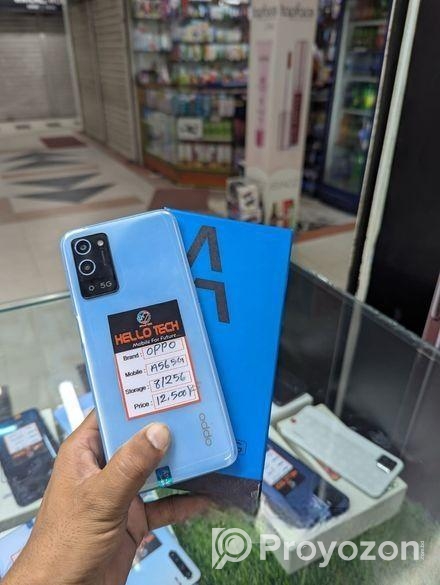 5G
HELLO TECH
Mobile For Future...
Brand : OPPO
Mobile : A56 5G
Storage : 8/256
Price : 12,500/
oppo
A
Proyozon